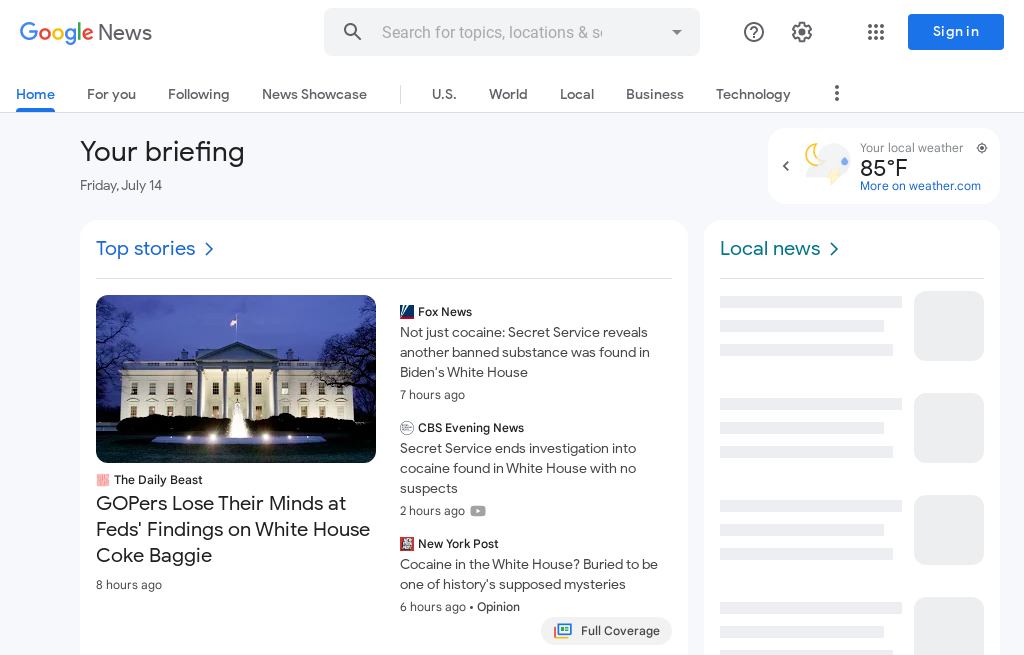 Google News
Search for topics, locations & s
Sign in
Home
For you
Following
News Showcase
U.S.
World
Local
Business
Technology
Your briefing
Friday, July 14
Your local weather
85°F
More on weather.com
Top stories
The Daily Beast
GOPers Lose Their Minds at
Feds' Findings on White House
Coke Baggie
8 hours ago
Fox News
Not just cocaine: Secret Service reveals
another banned substance was found in
Biden's White House
7 hours ago
CBS Evening News
Secret Service ends investigation into
cocaine found in White House with no
suspects
2 hours ago
New York Post
Cocaine in the White House? Buried to be
one of history's supposed mysteries
6 hours ago • Opinion
Full Coverage
Local news